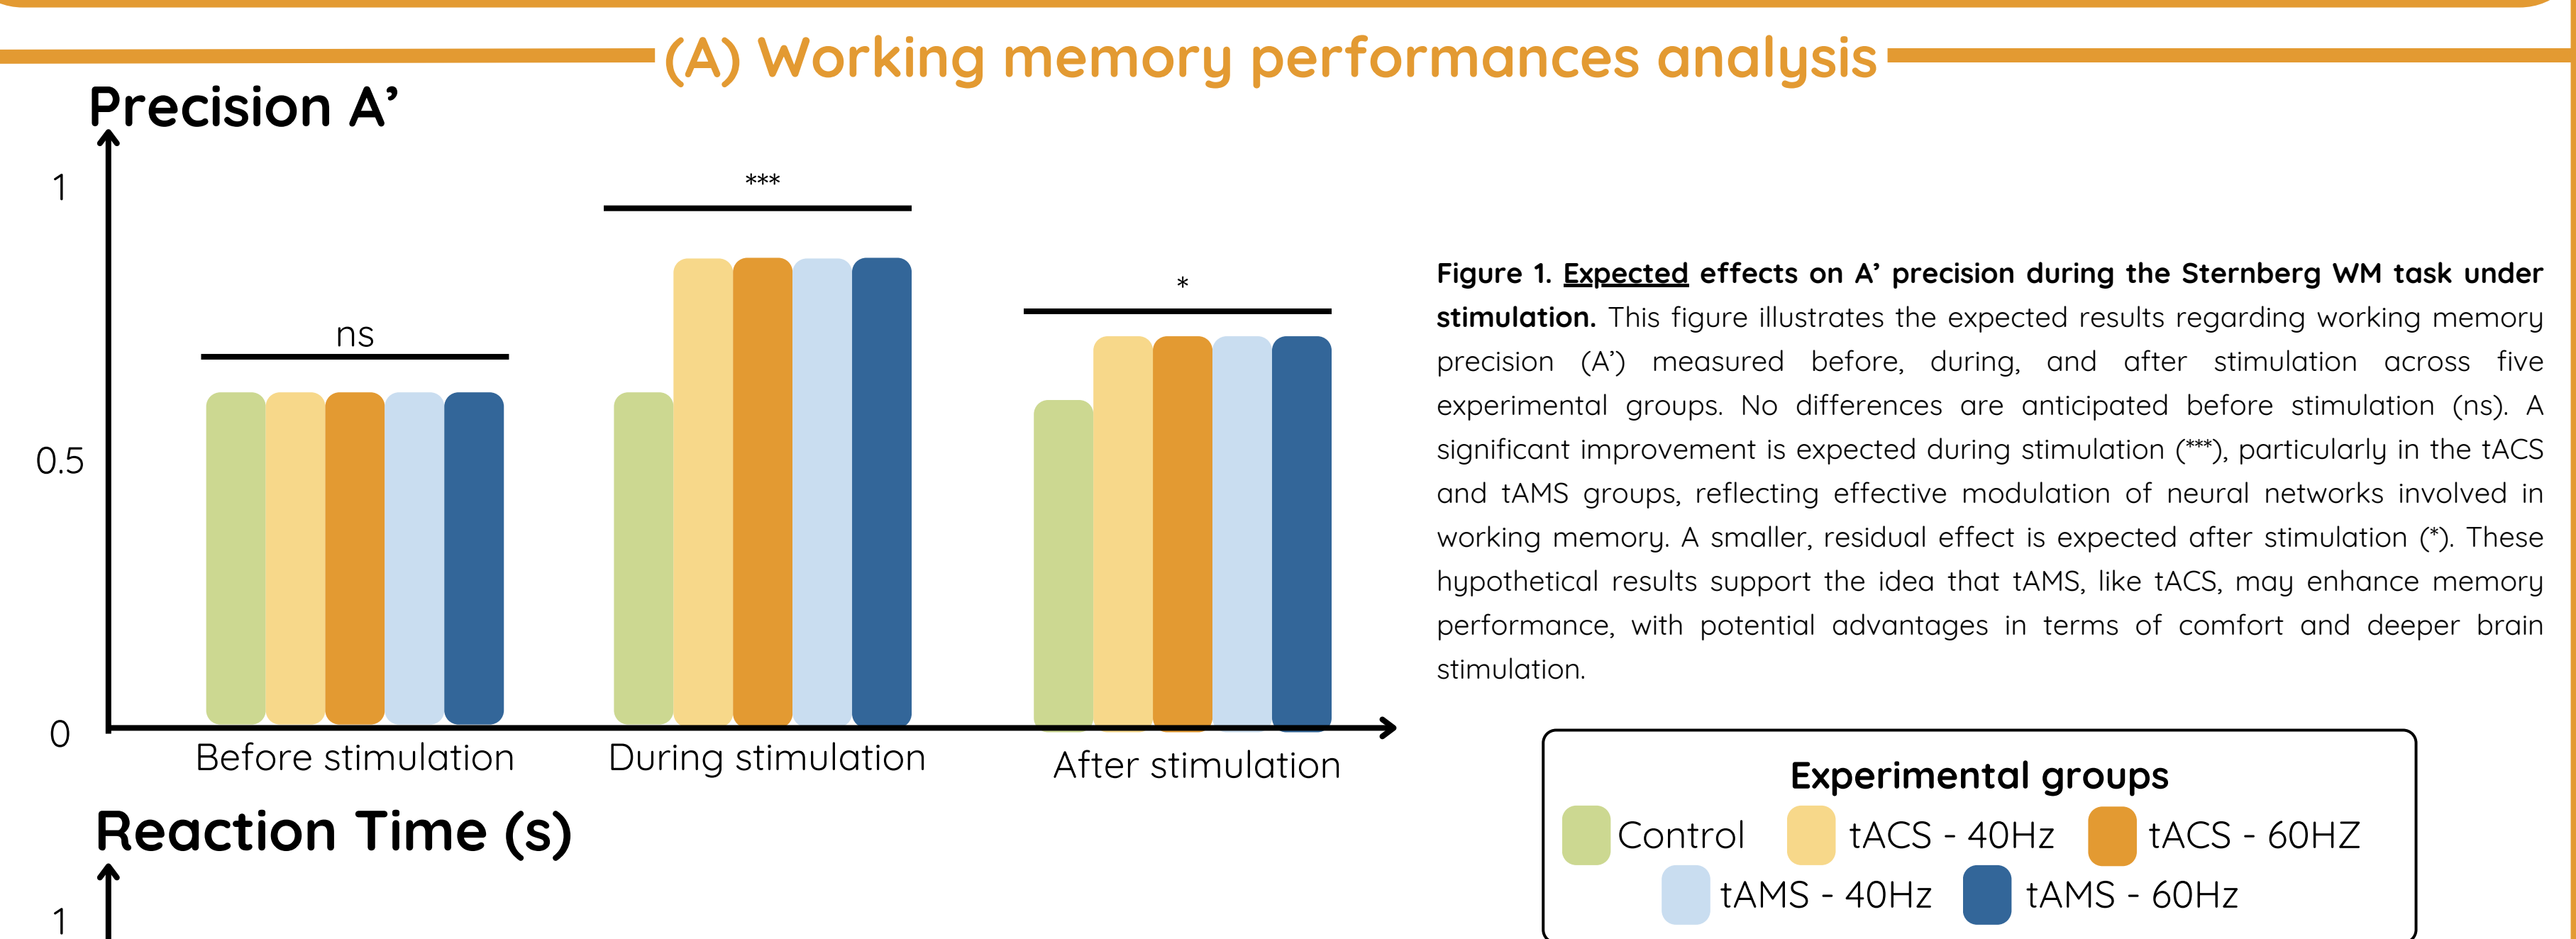 (A) Working memory performances analysis
Precision A’
1
***
*
ns
0.5
0
Before stimulation
During stimulation
After stimulation
Figure 1. Expected effects on A’ precision during the Sternberg WM task under
stimulation. This figure illustrates the expected results regarding working memory
precision (A’) measured before, during, and after stimulation across five
experimental groups. No differences are anticipated before stimulation (ns). A
significant improvement is expected during stimulation (***), particularly in the tACS
and tAMS groups, reflecting effective modulation of neural networks involved in
working memory. A smaller, residual effect is expected after stimulation (*). These
hypothetical results support the idea that tAMS, like tACS, may enhance memory
performance, with potential advantages in terms of comfort and deeper brain
stimulation.
Experimental groups
Control
tACS - 40Hz
tACS - 60HZ
tAMS - 40Hz
tAMS - 60Hz
Reaction Time (s)
1